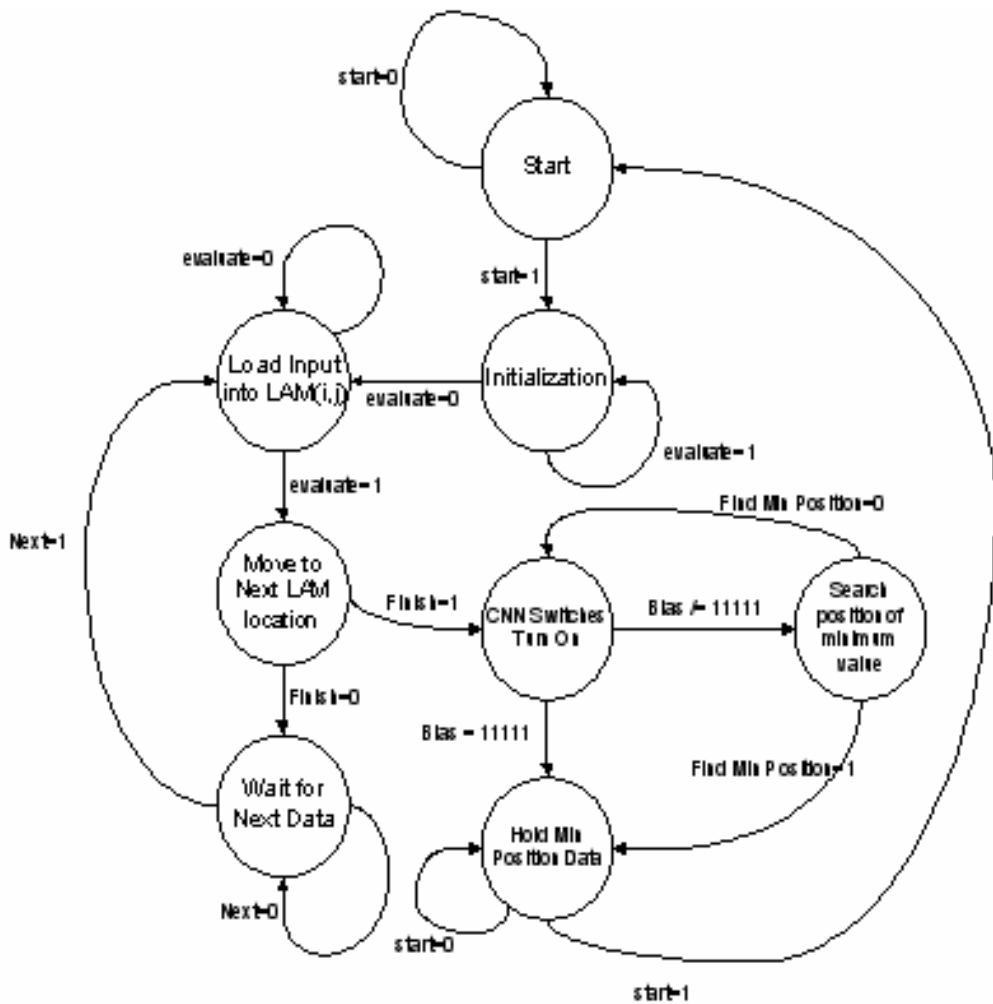 start=0
Start
start=1
evaluate=0
Load Input
into LAM(i,j)
evaluate=0
Initialization
evaluate=1
evaluate=1
Next=1
Move to
Next LAM
location
Finish=1
Find Min Position=0
CNN Switches
Turn On
Bias /= 11111
Search
position of
minimum
value
Finish=0
Bias = 11111
Find Min Position=1
Wait for
Next Data
Hold Min
Position Data
Next=0
start=0
start=1